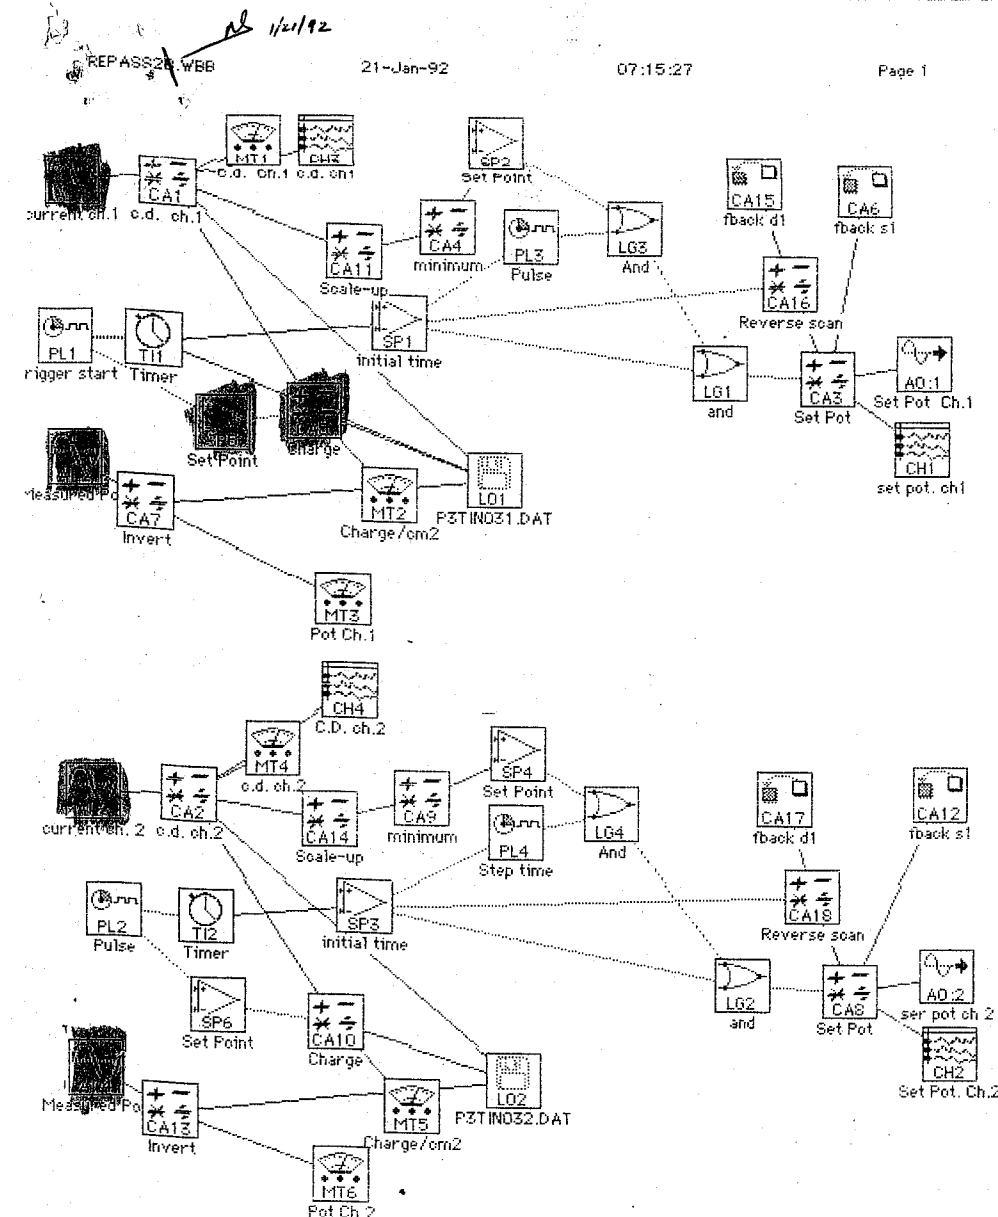 1/21/92
REPASS2B.WBB 21-Jan-92 07:15:27 Page 1
MT1
c.d. ch.1
CH3
c.d. ch1
SP2
Set Point
CA1
c.d. ch.1
current ch.1
CA15
fback d1
CA6
fback s1
CA11
Scale-up
CA4
minimum
PL3
Pulse
LG3
And
CA16
Reverse scan
PL1
rigger start
TI1
Timer
SP1
initial time
LG1
and
CA3
Set Pot
AO:1
Set Pot Ch.1
Set Point
Charge
CH1
set pot. ch1
Measured Po
CA7
Invert
MT2
Charge/cm2
LO1
P3TIN031.DAT
MT3
Pot Ch.1
CH4
C.D. ch.2
MT4
c.d. ch.2
SP4
Set Point
current ch. 2
CA2
c.d. ch.2
CA14
Scale-up
CA9
minimum
PL4
Step time
LG4
And
CA17
fback d1
CA12
fback s1
PL2
Pulse
TI2
Timer
SP3
initial time
CA18
Reverse scan
SP6
Set Point
CA10
Charge
LG2
and
CA8
Set Pot
AO:2
ser pot ch 2
CH2
Set Pot. Ch.2
Measured Po
CA13
Invert
MT5
Charge/cm2
LO2
P3TIN032.DAT
MT6
Pot Ch.2